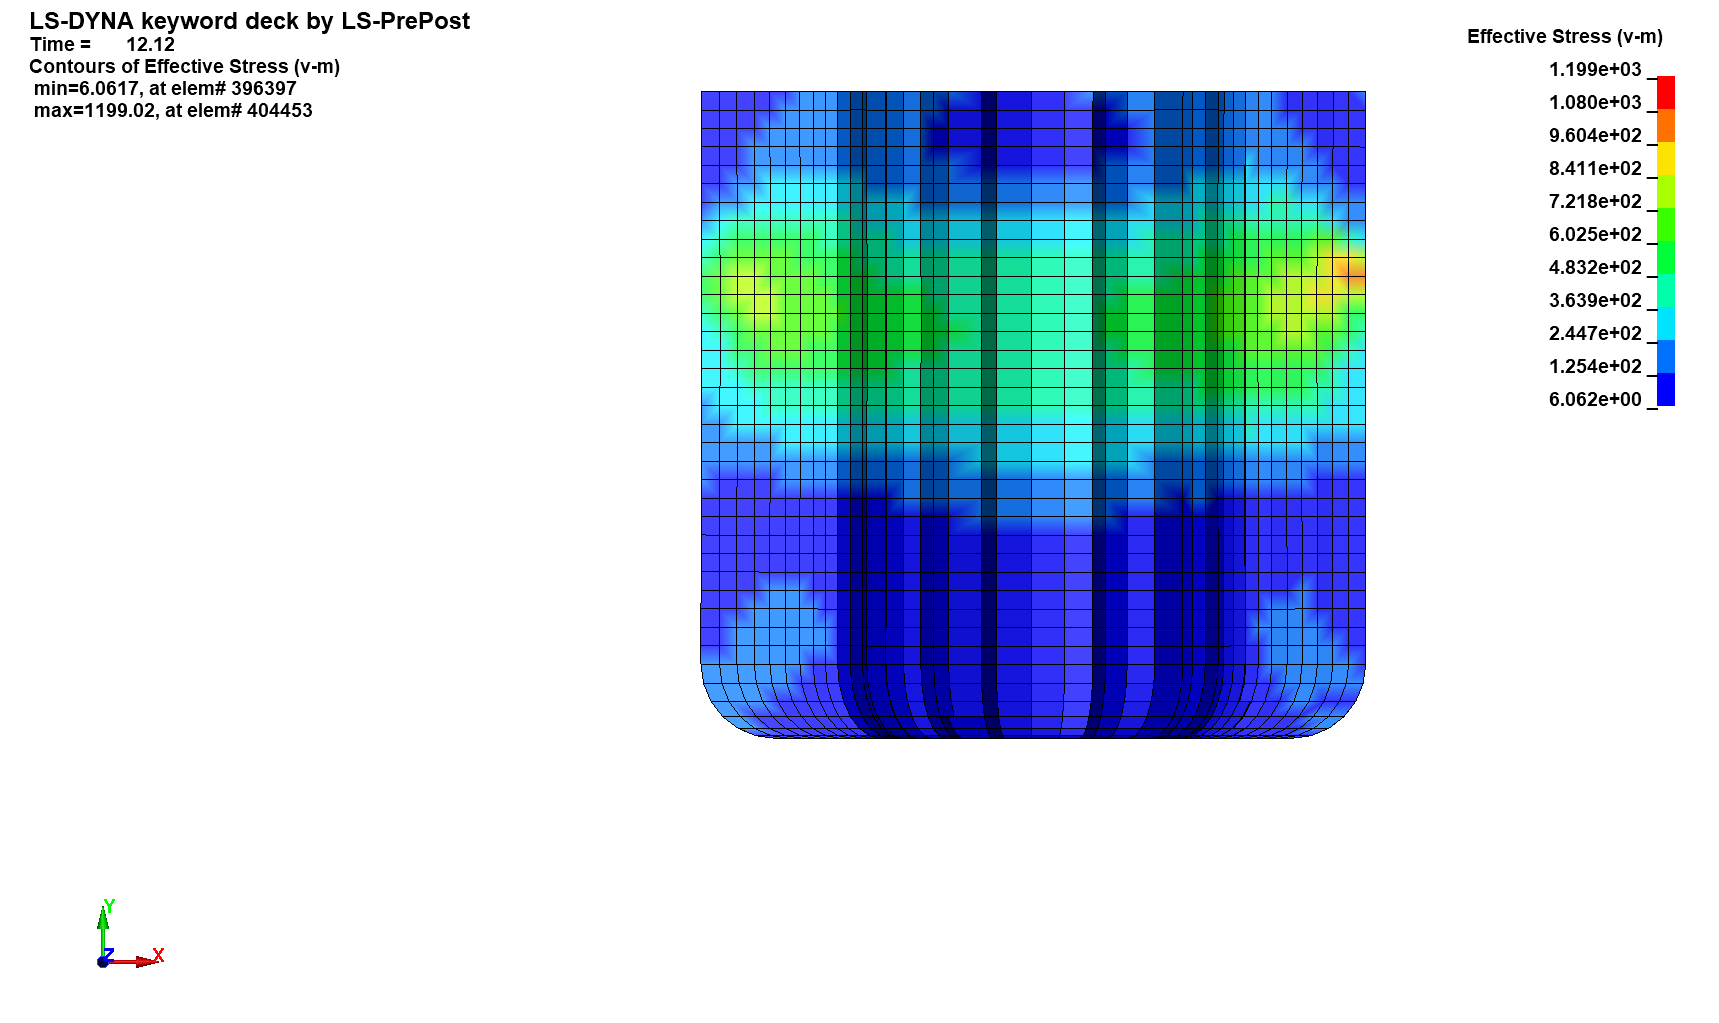 LS-DYNA keyword deck by LS-PrePost
Time = 12.12
Contours of Effective Stress (v-m)
min=6.0617, at elem# 396397
max=1199.02, at elem# 404453
Effective Stress (v-m)
1.199e+03
1.080e+03
9.604e+02
8.411e+02
7.218e+02
6.025e+02
4.832e+02
3.639e+02
2.447e+02
1.254e+02
6.062e+00
Y
Z
X